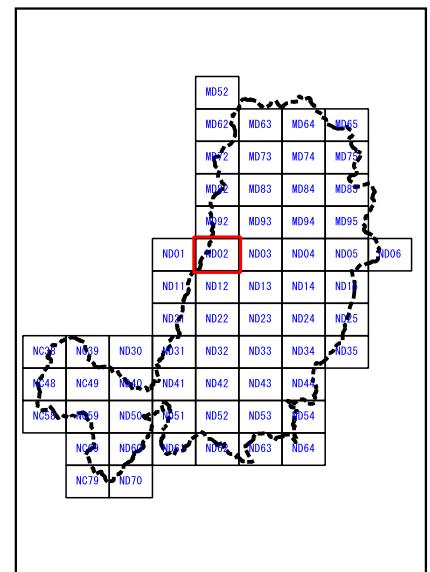 MD52
MD62 MD63 MD64 MD65
MD72 MD73 MD74 MD75
MD82 MD83 MD84 MD85
MD92 MD93 MD94 MD95
ND01 ND02 ND03 ND04 ND05 ND06
ND11 ND12 ND13 ND14 ND15
ND21 ND22 ND23 ND24 ND25
NC38 NC39 ND30 ND31 ND32 ND33 ND34 ND35
NC48 NC49 ND40 ND41 ND42 ND43 ND44
NC58 NC59 ND50 ND51 ND52 ND53 ND54
NC69 ND60 ND61 ND62 ND63 ND64
NC79 ND70